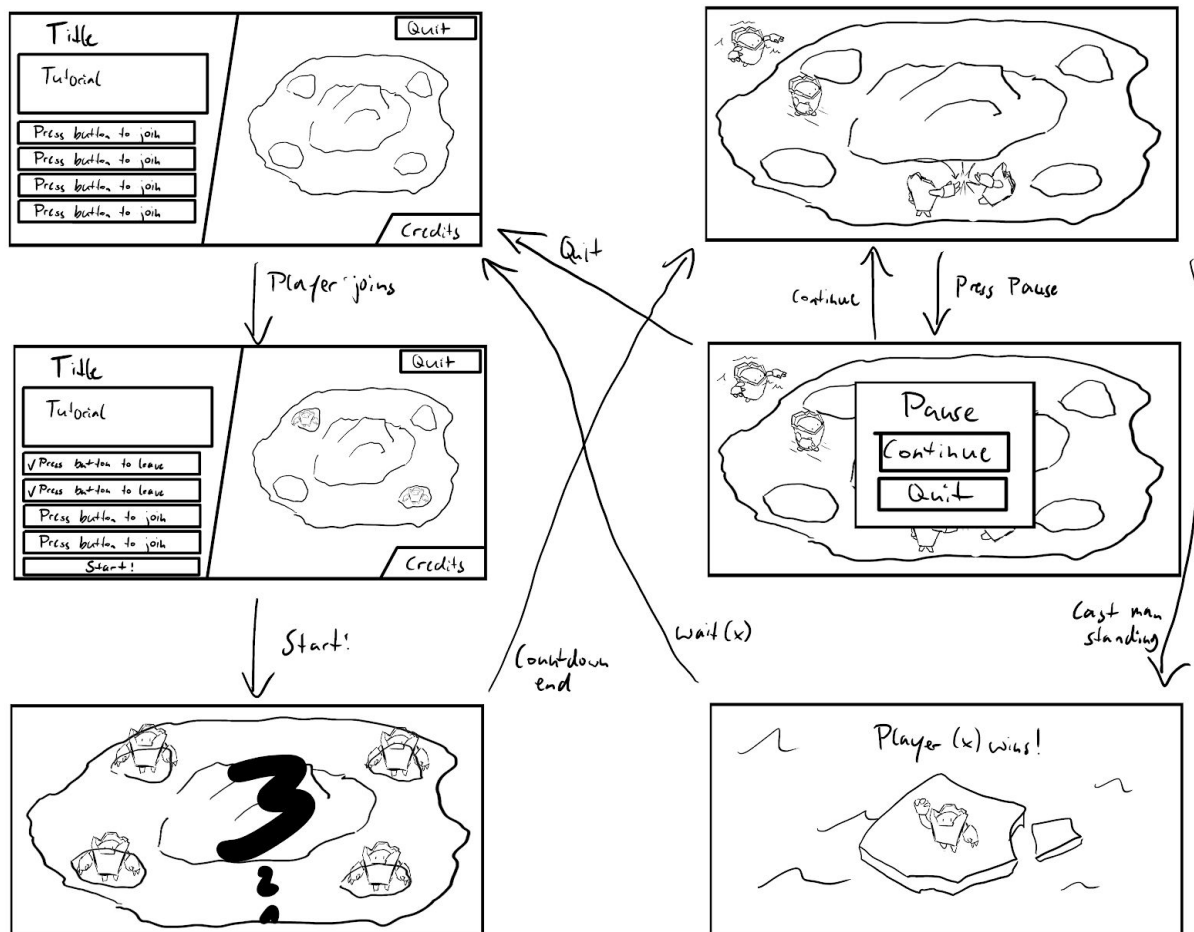 Title
Quit
Tutorial
Press button to join
Press button to join
Press button to join
Press button to join
Credits
Player joins
Quit
Continue
Press Pause
Title
Quit
Tutorial
✓ Press button to leave
✓ Press button to leave
Press button to join
Press button to join
Start!
Credits
Pause
Continue
Quit
Start!
Countdown
end
wait (x)
Last man
standing
3
2
1
Player (x) wins!